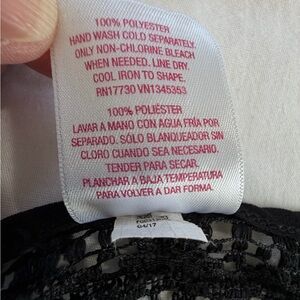 100% POLYESTER
HAND WASH COLD SEPARATELY.
ONLY NON-CHLORINE BLEACH
WHEN NEEDED. LINE DRY.
COOL IRON TO SHAPE.
RN17730 VN1345353
100% POLIÉSTER
LAVAR A MANO CON AGUA FRÍA POR
SEPARADO. SÓLO BLANQUEADOR SIN
CLORO CUANDO SEA NECESARIO.
TENDER PARA SECAR.
PLANCHAR A BAJA TEMPERATURA
PARA VOLVER A DAR FORMA.
04/17